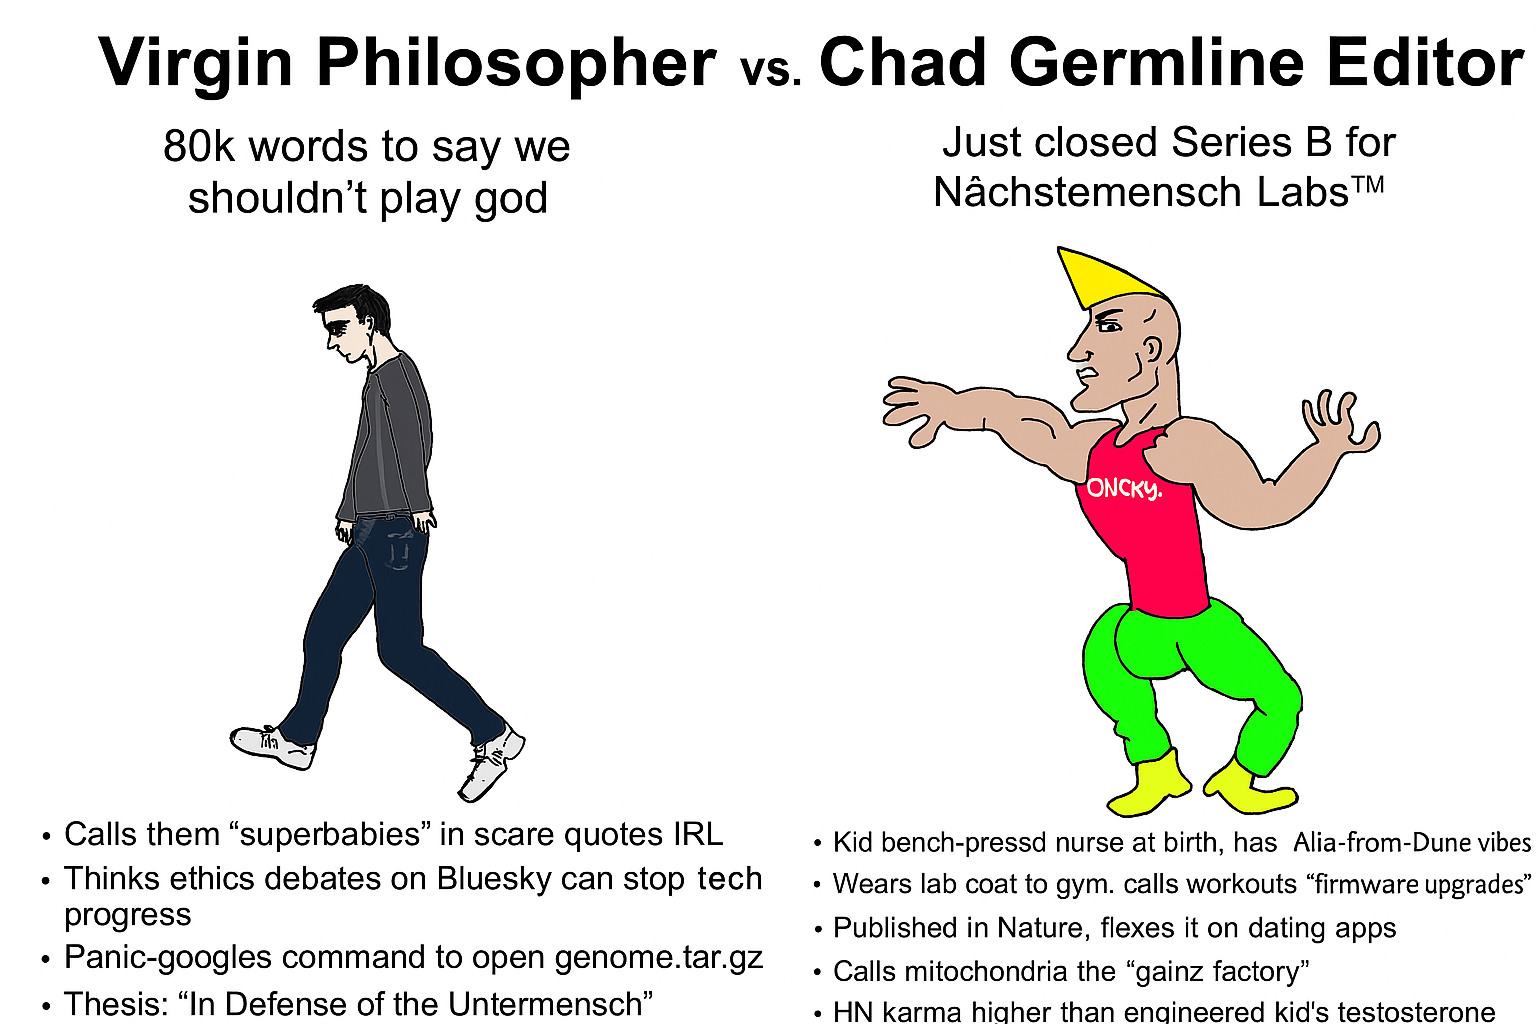 Virgin Philosopher vs. Chad Germline Editor
80k words to say we
shouldn’t play god
Just closed Series B for
Nâchstemensch Labs™
ONCKY.
• Calls them “superbabies” in scare quotes IRL
• Thinks ethics debates on Bluesky can stop tech
progress
• Panic-googles command to open genome.tar.gz
• Thesis: “In Defense of the Untermensch”
• Kid bench-pressd nurse at birth, has Alia-from-Dune vibes
• Wears lab coat to gym. calls workouts “firmware upgrades”
• Published in Nature, flexes it on dating apps
• Calls mitochondria the “gainz factory”
• HN karma higher than engineered kid's testosterone